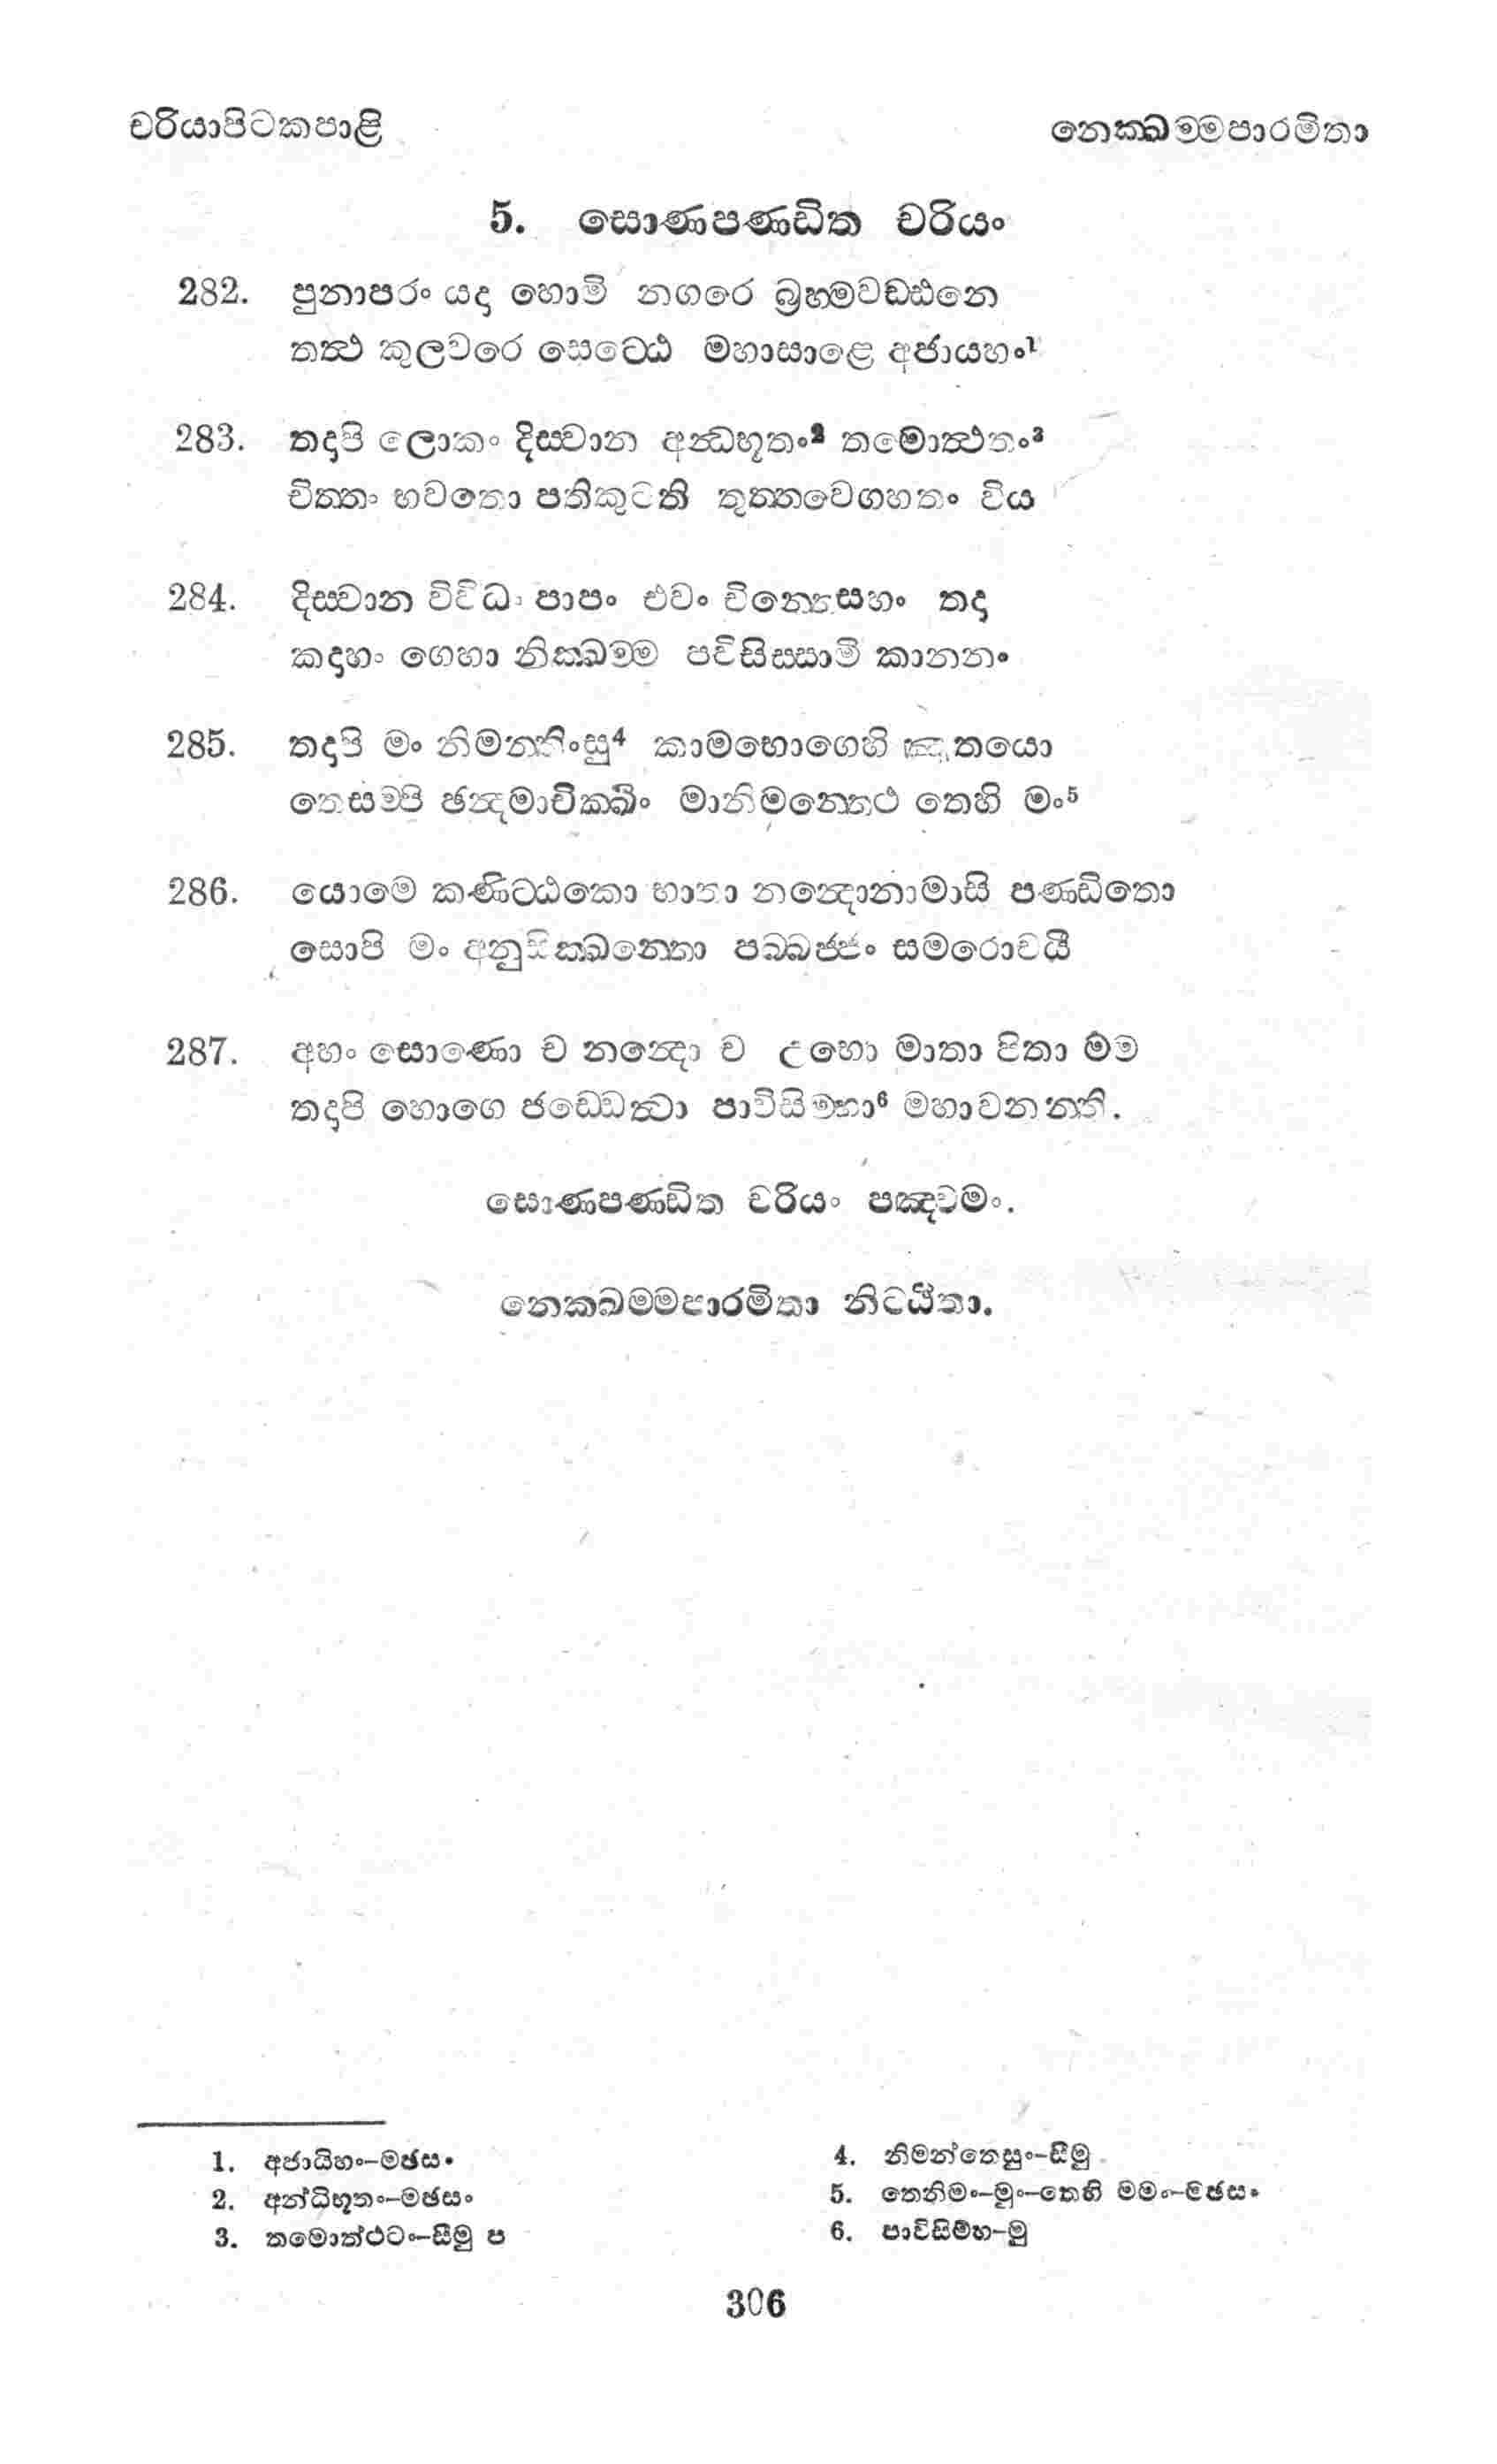 චරියාපිටකපාළි
නෙක්ඛම්මපාරමිතා
5. සොණපණ්ඩිත චරියං
282. පුනාපරං යදා හොමි නගරෙ බ්‍රහ්මවඩ්ඪනෙ
තත්‍ථ කුලවරෙ සෙට්ඨෙ මහාසාළෙ අජායහං1
283. තදාපි ලොකං දිස්වාන අන්‍ධභූතං2 තමොත්‍ථතං3
චිත්තං භවතො පතිකුටති තුත්තවෙගහතං විය
284. දිස්වාන විවිධං පාපං එවං චින්තෙසහං තදා
කදාහං ගෙහා නික්ඛම්ම පවිසිස්සාමි කානනං
285. තදාපි මං නිමන්තිංසු4 කාමභොගෙහි ඤාතයො
තෙසම්පි ඡන්‍දමාචික්ඛිං මානිමන්තෙථ තෙහි මං5
286. යොමෙ කණිට්ඨකො භාතා නන්‍දොනාමාසි පණ්ඩිතො
සොපි මං අනුසික්ඛන්තො පබ්බජ්ජං සමරොචයී
287. අහං සොණො ච නන්‍දො ච උභො මාතා පිතා මම
තදාපි භොගෙ ඡඩ්ඩෙත්‍වා පාවිසිම්හා6 මහාවනන්ති.
සොණපණ්ඩිත චරියං පඤ්චමං.
නෙක්ඛම්මපාරමිතා නිට්ඨිතා.
1. අජායිහං–මඡසං
2. අන්ධිභූතං–මඡසං
3. තමොත්ථටං–සීමු ප
4. නිමන්තෙසුං–සීමු
5. තෙනිමං–මුං–තෙහි මමං–මඡසං
6. පාවිසිම්හ–මු
306